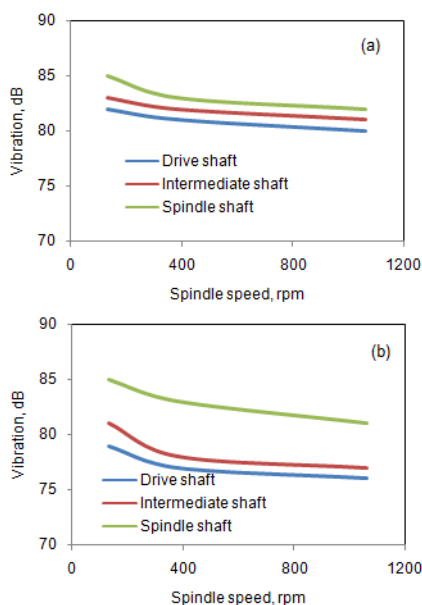 90
(a)
85
80
75
70
Vibration, dB
Drive shaft
Intermediate shaft
Spindle shaft
0 400 800 1200
Spindle speed, rpm
90
(b)
85
80
75
70
Vibration, dB
Drive shaft
Intermediate shaft
Spindle shaft
0 400 800 1200
Spindle speed, rpm